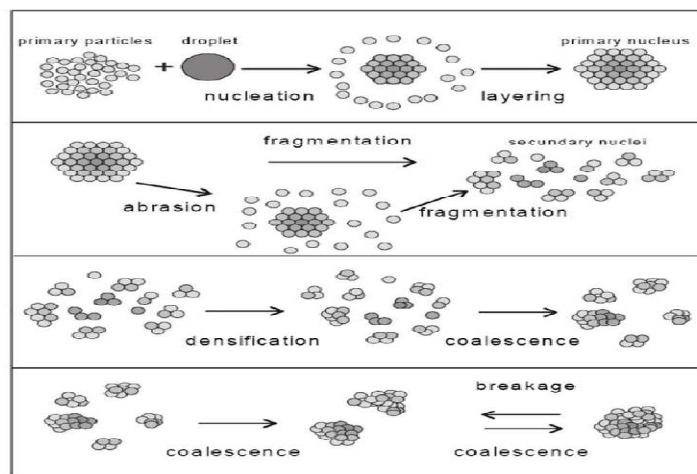 primary particles
droplet
primary nucleus
+
nucleation
layering
fragmentation
secundary nuclei
abrasion
fragmentation
densification
coalescence
breakage
coalescence
coalescence